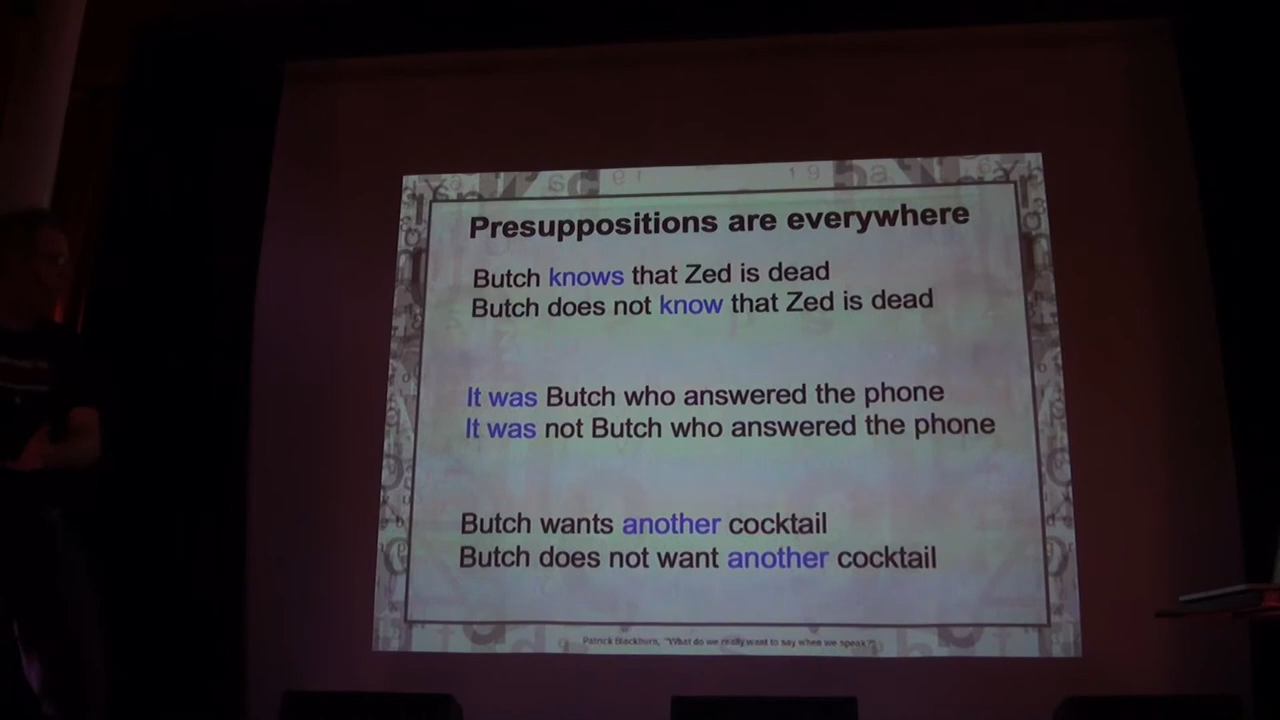 Presuppositions are everywhere
Butch knows that Zed is dead
Butch does not know that Zed is dead
It was Butch who answered the phone
It was not Butch who answered the phone
Butch wants another cocktail
Butch does not want another cocktail
Patrick Blackburn, "What do we really want to say when we speak?"